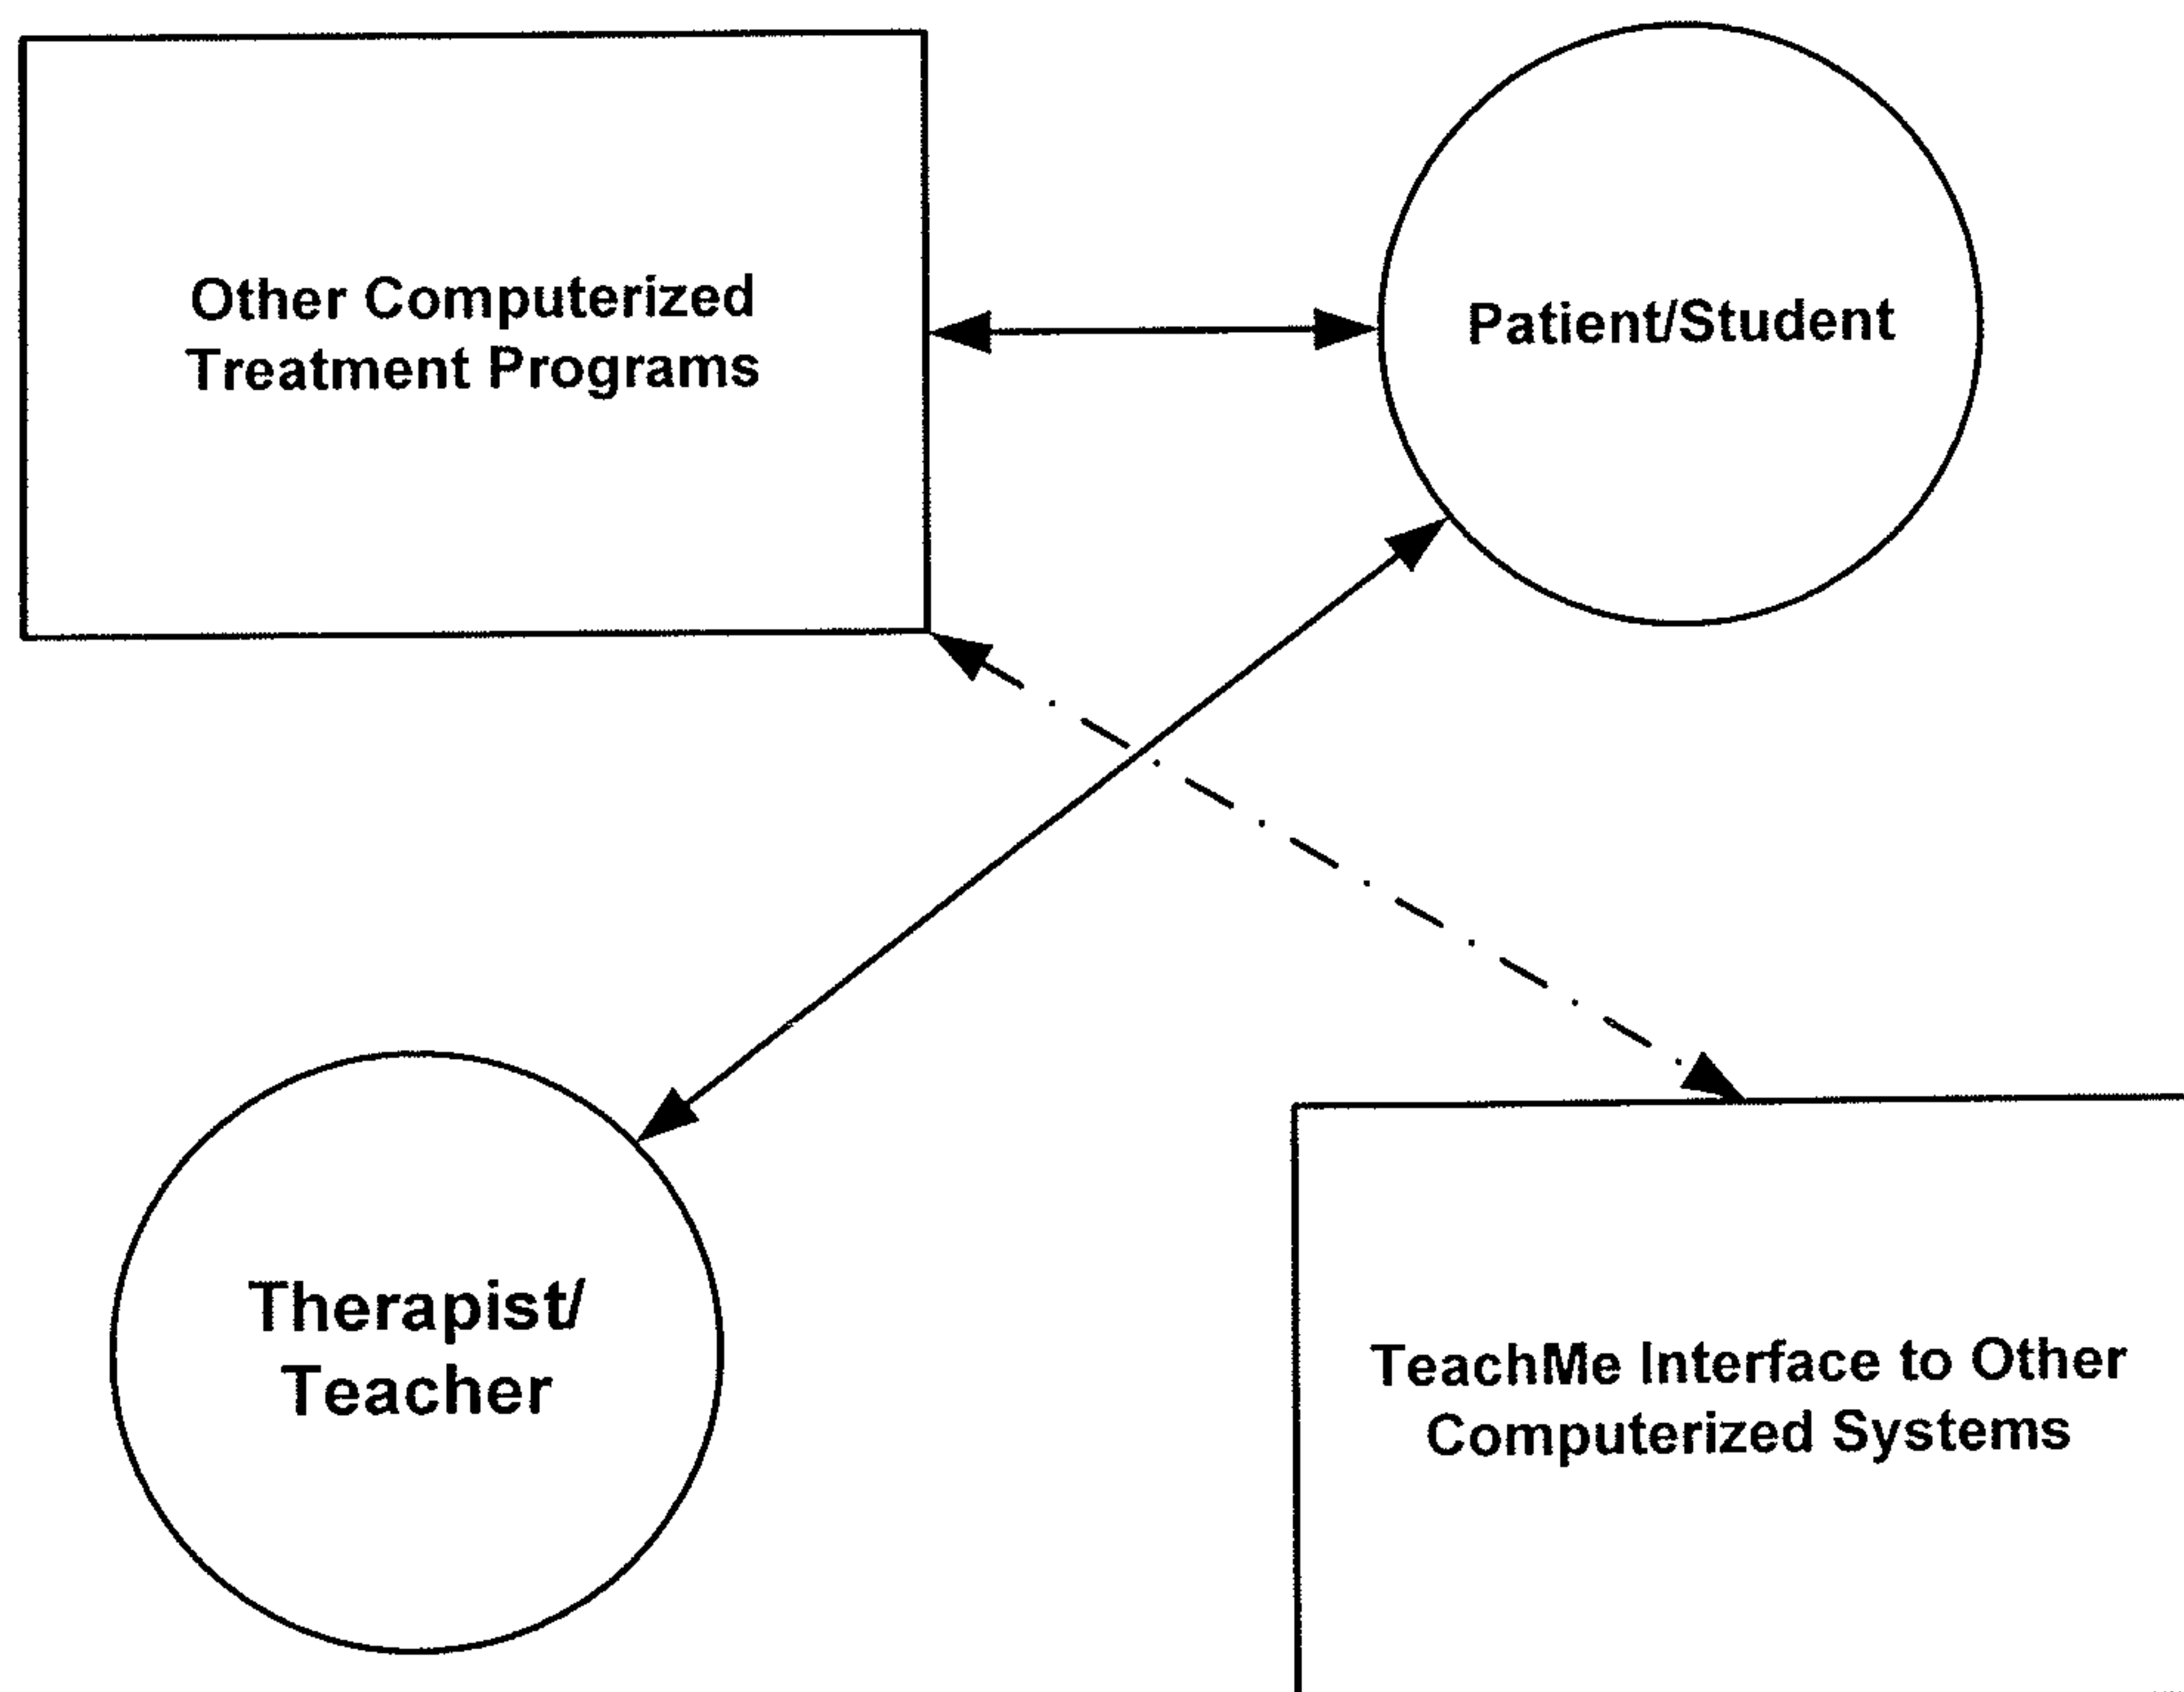 Other Computerized
Treatment Programs
Patient/Student
Therapist/
Teacher
TeachMe Interface to Other
Computerized Systems